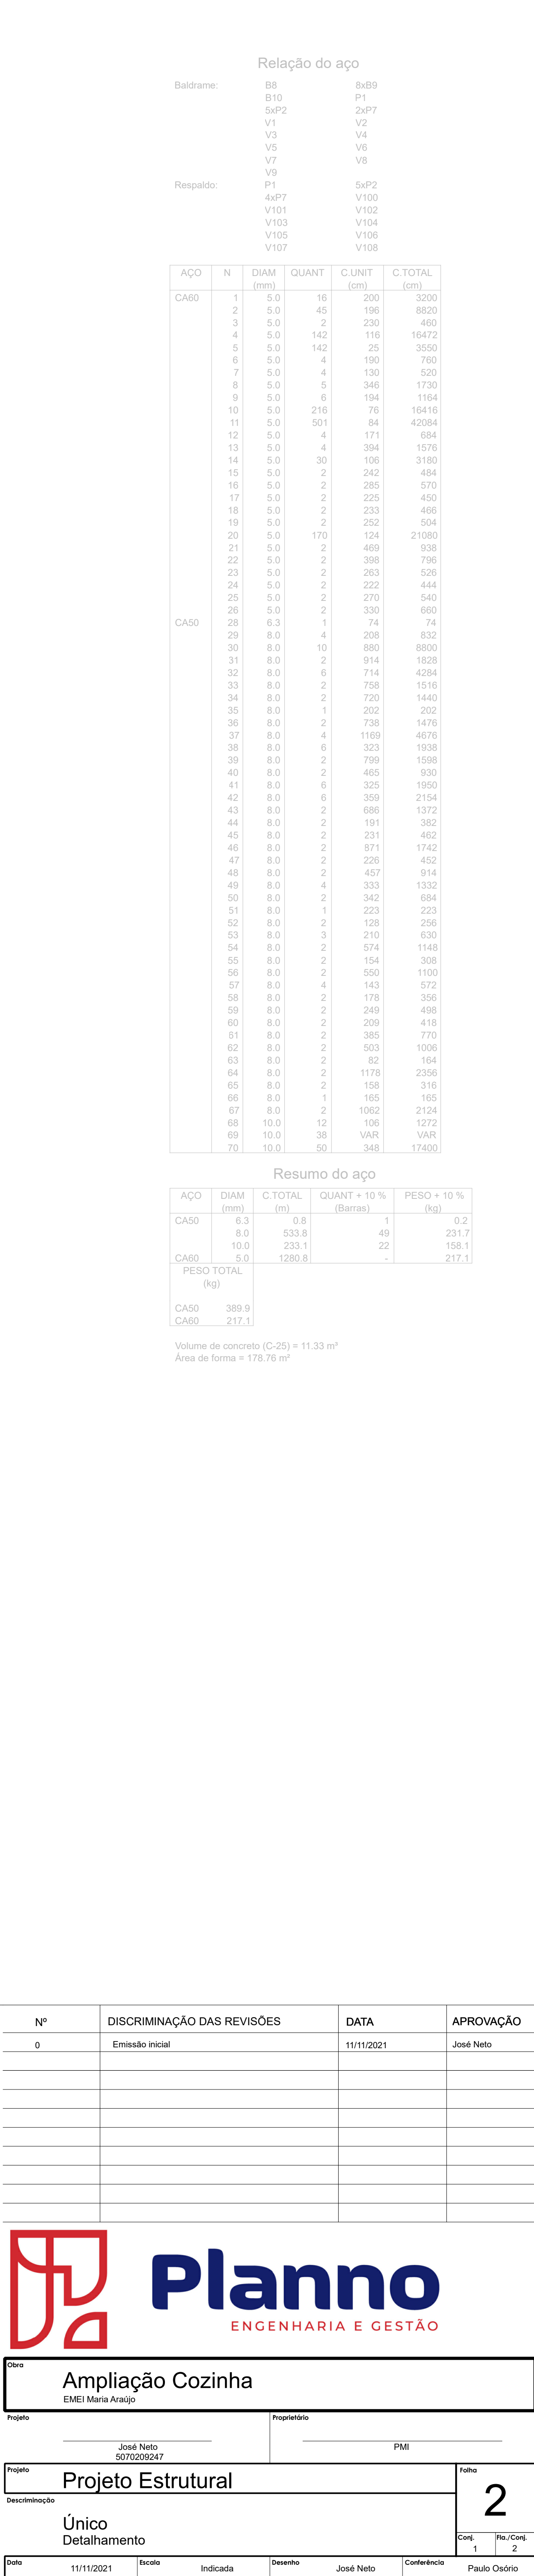 Relação do aço
Baldrame: B8 8xB9
B10 P1
5xP2 2xP7
V1 V2
V3 V4
V5 V6
V7 V8
V9
Respaldo: P1 5xP2
4xP7 V100
V101 V102
V103 V104
V105 V106
V107 V108
AÇO N DIAM QUANT C.UNIT C.TOTAL
(mm) (cm) (cm)
CA60 1 5.0 16 200 3200
2 5.0 45 196 8820
3 5.0 2 230 460
4 5.0 142 116 16472
5 5.0 142 25 3550
6 5.0 4 190 760
7 5.0 4 130 520
8 5.0 5 346 1730
9 5.0 6 194 1164
10 5.0 216 76 16416
11 5.0 501 84 42084
12 5.0 4 171 684
13 5.0 4 394 1576
14 5.0 30 106 3180
15 5.0 2 242 484
16 5.0 2 285 570
17 5.0 2 225 450
18 5.0 2 233 466
19 5.0 2 252 504
20 5.0 170 124 21080
21 5.0 2 469 938
22 5.0 2 398 796
23 5.0 2 263 526
24 5.0 2 222 444
25 5.0 2 270 540
26 5.0 2 330 660
CA50 28 6.3 1 74 74
29 8.0 4 208 832
30 8.0 10 880 8800
31 8.0 2 914 1828
32 8.0 6 714 4284
33 8.0 2 758 1516
34 8.0 2 720 1440
35 8.0 1 202 202
36 8.0 2 738 1476
37 8.0 4 1169 4676
38 8.0 6 323 1938
39 8.0 2 799 1598
40 8.0 2 465 930
41 8.0 6 325 1950
42 8.0 6 359 2154
43 8.0 2 686 1372
44 8.0 2 191 382
45 8.0 2 231 462
46 8.0 2 871 1742
47 8.0 2 226 452
48 8.0 2 457 914
49 8.0 4 333 1332
50 8.0 2 342 684
51 8.0 1 223 223
52 8.0 2 128 256
53 8.0 3 210 630
54 8.0 2 574 1148
55 8.0 2 154 308
56 8.0 2 550 1100
57 8.0 4 143 572
58 8.0 2 178 356
59 8.0 2 249 498
60 8.0 2 209 418
61 8.0 2 385 770
62 8.0 2 503 1006
63 8.0 2 82 164
64 8.0 2 1178 2356
65 8.0 2 158 316
66 8.0 1 165 165
67 8.0 2 1062 2124
68 10.0 12 106 1272
69 10.0 38 VAR VAR
70 10.0 50 348 17400
Resumo do aço
AÇO DIAM C.TOTAL QUANT + 10 % PESO + 10 %
(mm) (m) (Barras) (kg)
CA50 6.3 0.8 1 0.2
8.0 533.8 49 231.7
10.0 233.1 22 158.1
CA60 5.0 1280.8 - 217.1
PESO TOTAL
(kg)
CA50 389.9
CA60 217.1
Volume de concreto (C-25) = 11.33 m³
Área de forma = 178.76 m²
Nº DISCRIMINAÇÃO DAS REVISÕES DATA APROVAÇÃO
0 Emissão inicial 11/11/2021 José Neto
Planno
ENGENHARIA E GESTÃO
Obra
Ampliação Cozinha
EMEI Maria Araújo
Projeto Proprietário
José Neto PMI
5070209247
Projeto Folha
Projeto Estrutural
2
Descriminação
Único
Detalhamento
Conj. Fla./Conj.
1 2
Data Escala Desenho Conferência
11/11/2021 Indicada José Neto Paulo Osório